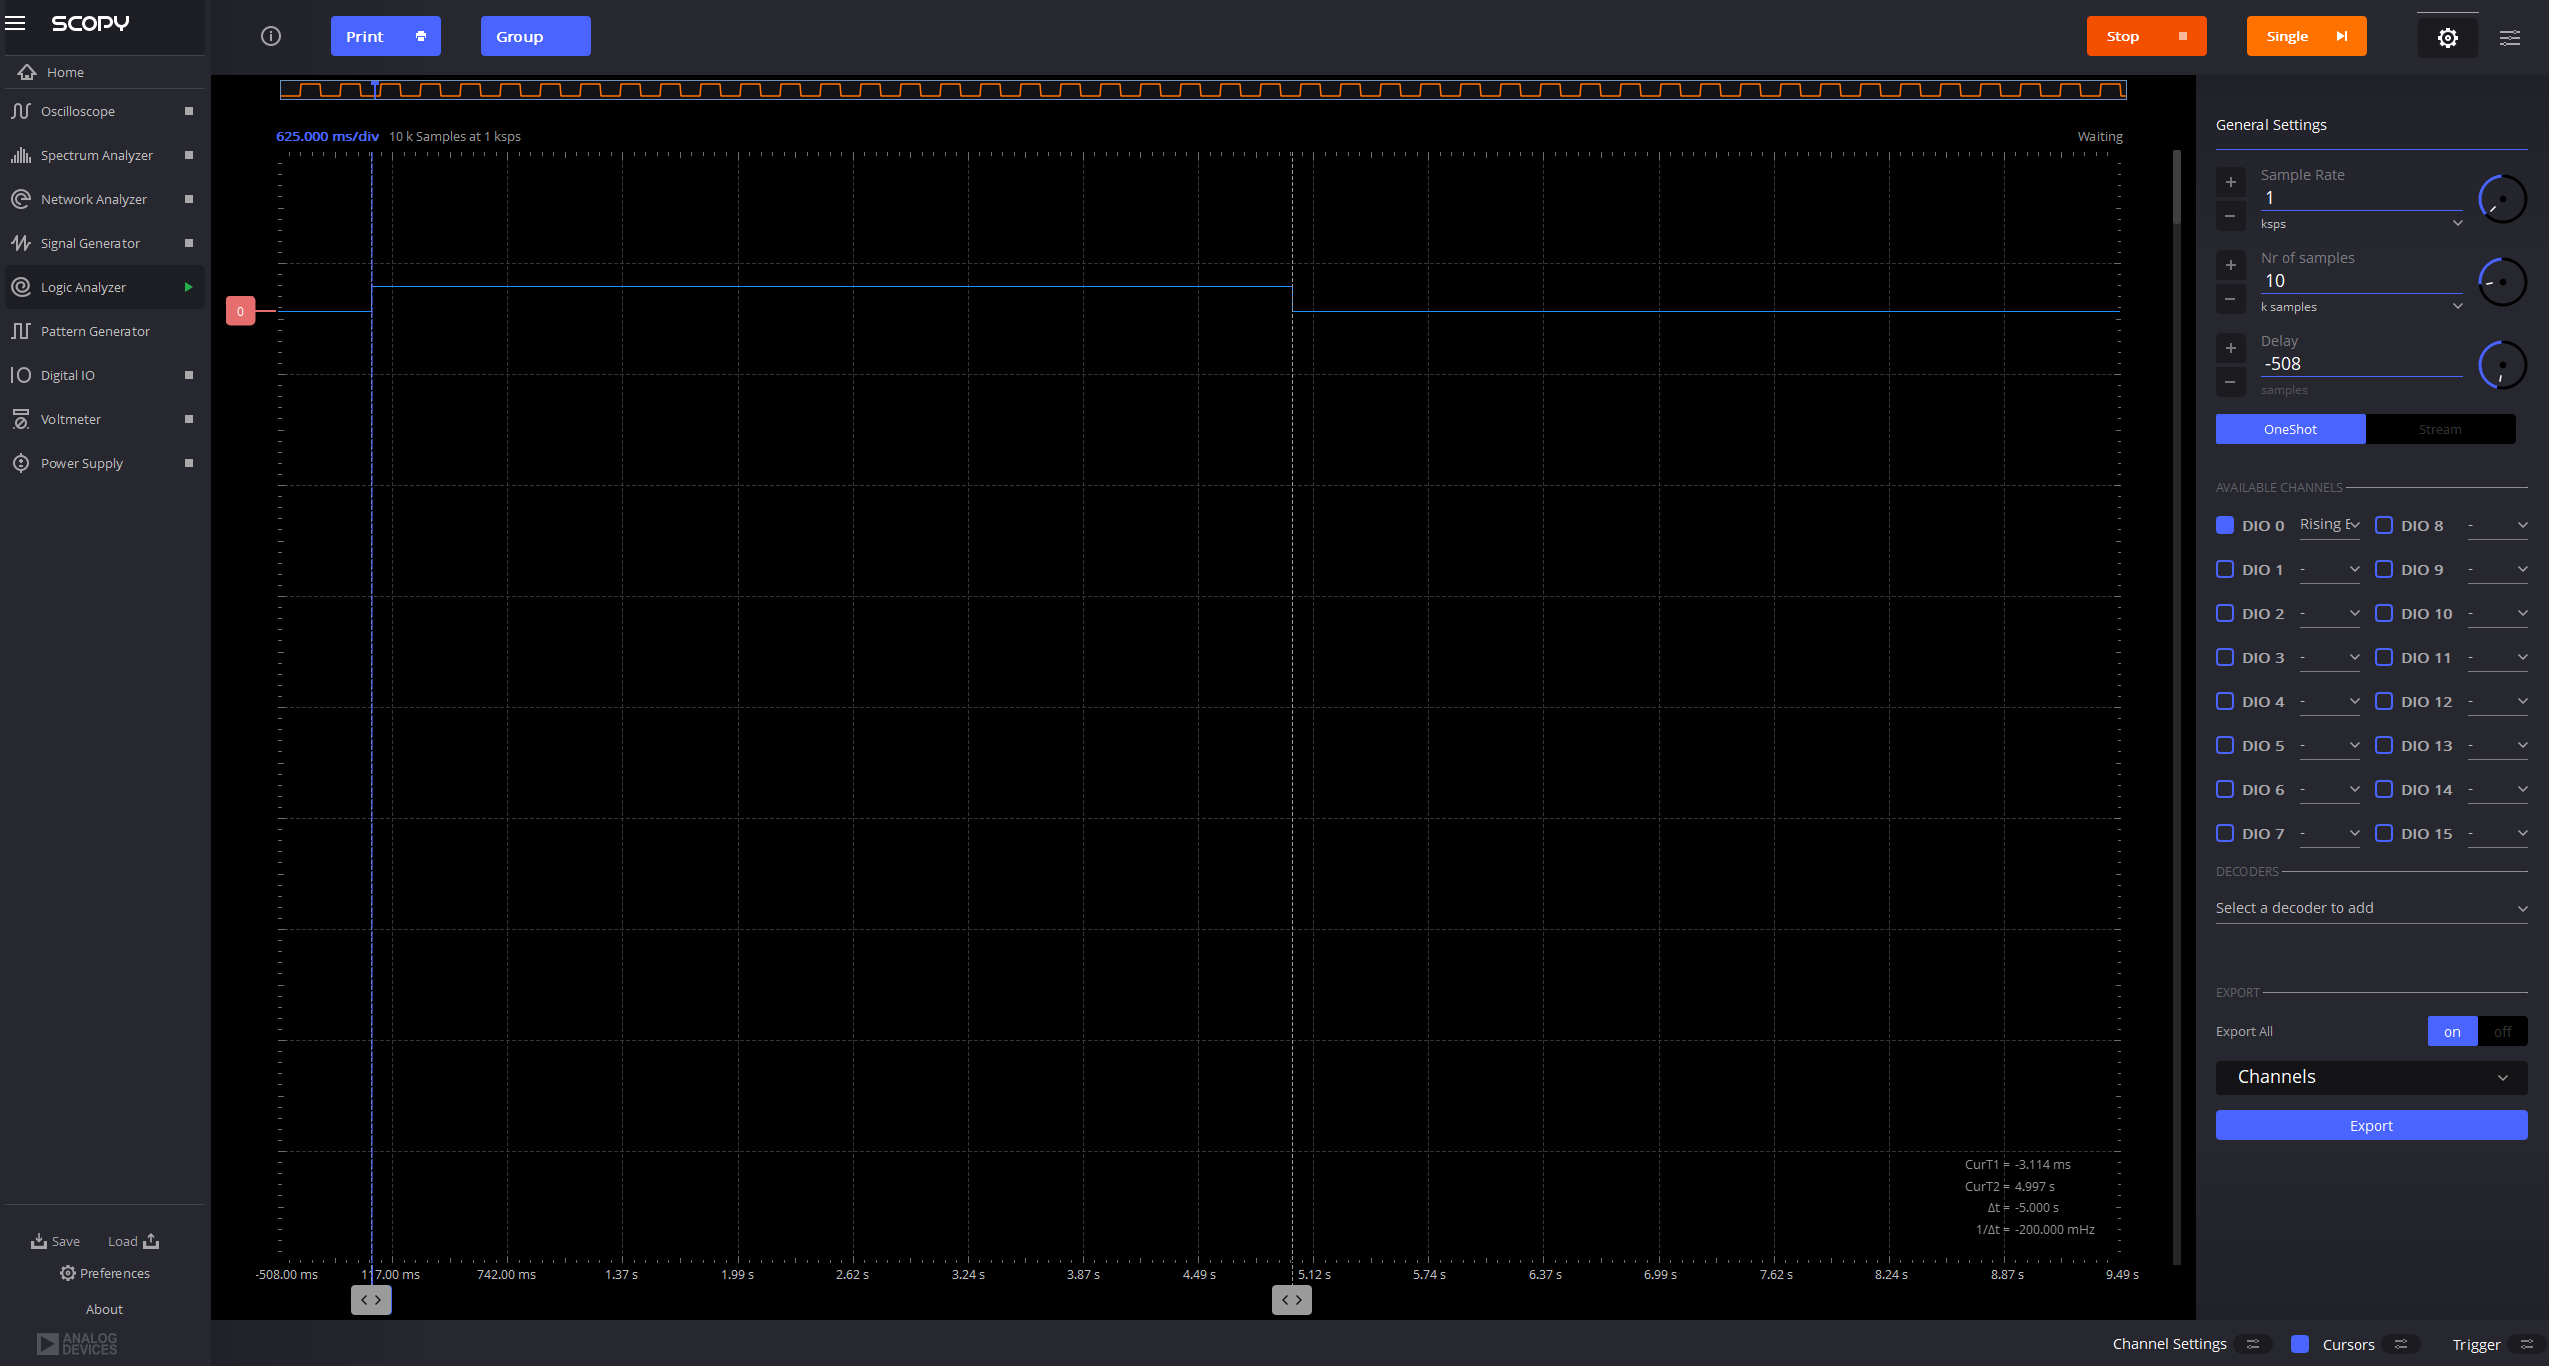 SCOPY
Print
Group
Stop
Single
Home
Oscilloscope
Spectrum Analyzer
Network Analyzer
Signal Generator
Logic Analyzer
Pattern Generator
Digital IO
Voltmeter
Power Supply
Save Load
Preferences
About
ANALOG
DEVICES
625.000 ms/div 10 k Samples at 1 ksps
Waiting
0
CurT1 = -3.114 ms
CurT2 = 4.997 s
Δt = -5.000 s
1/Δt = -200.000 mHz
-508.00 ms 117.00 ms 742.00 ms 1.37 s 1.99 s 2.62 s 3.24 s 3.87 s 4.49 s 5.12 s 5.74 s 6.37 s 6.99 s 7.62 s 8.24 s 8.87 s 9.49 s
General Settings
Sample Rate
1
ksps
Nr of samples
10
k samples
Delay
-508
samples
OneShot Stream
AVAILABLE CHANNELS
DIO 0 Rising E DIO 8 -
DIO 1 - DIO 9 -
DIO 2 - DIO 10 -
DIO 3 - DIO 11 -
DIO 4 - DIO 12 -
DIO 5 - DIO 13 -
DIO 6 - DIO 14 -
DIO 7 - DIO 15 -
DECODERS
Select a decoder to add
EXPORT
Export All on off
Channels
Export
Channel Settings Cursors Trigger